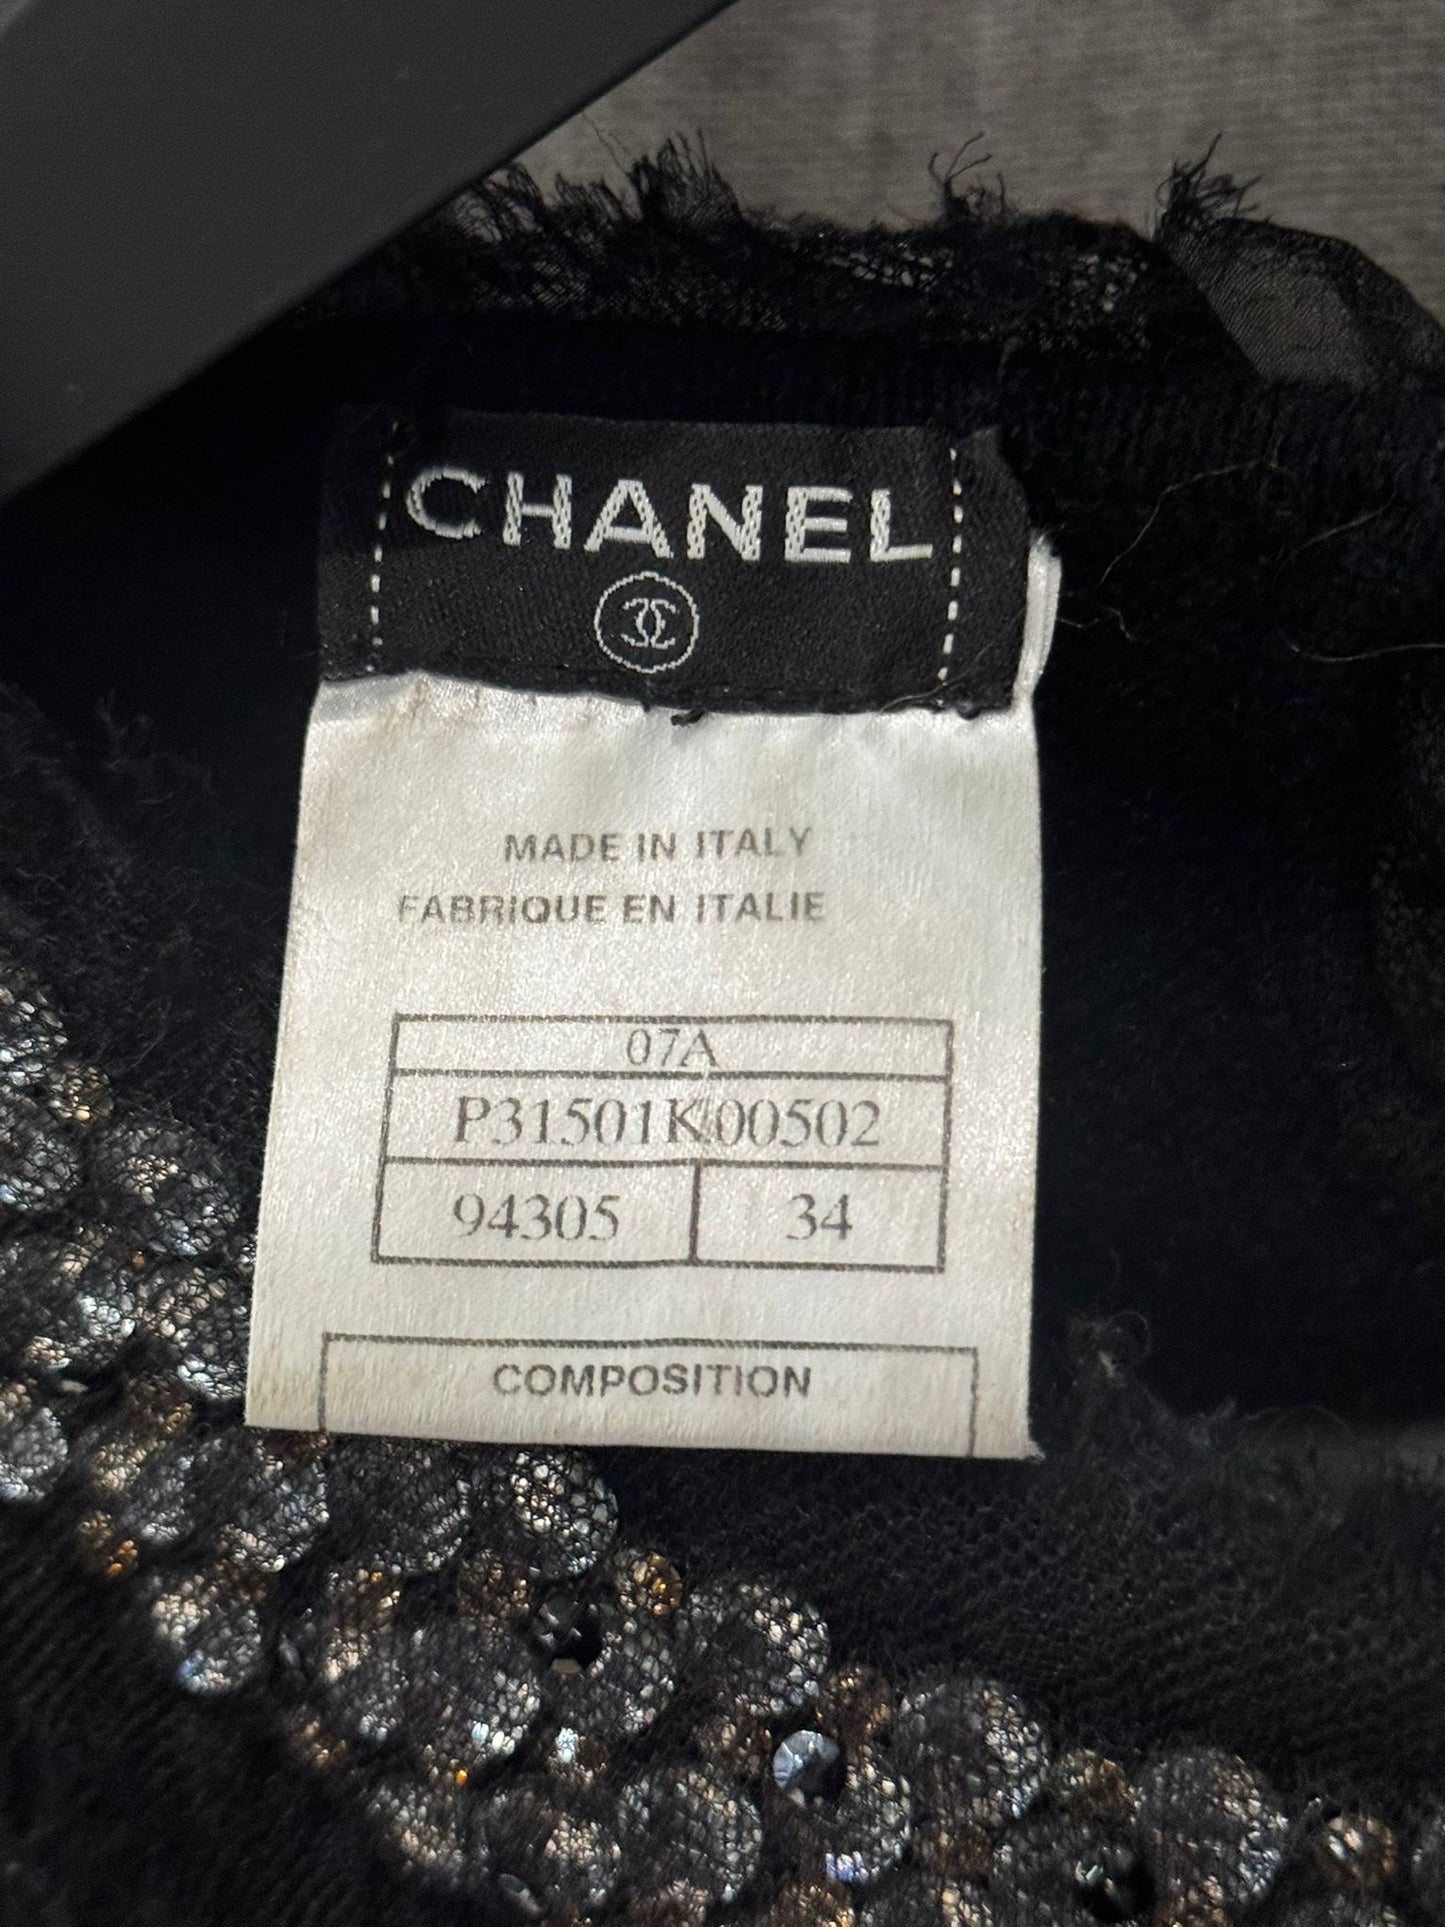 CHANEL
MADE IN ITALY
FABRIQUE EN ITALIE
07A
P31501K00502
94305 34
COMPOSITION